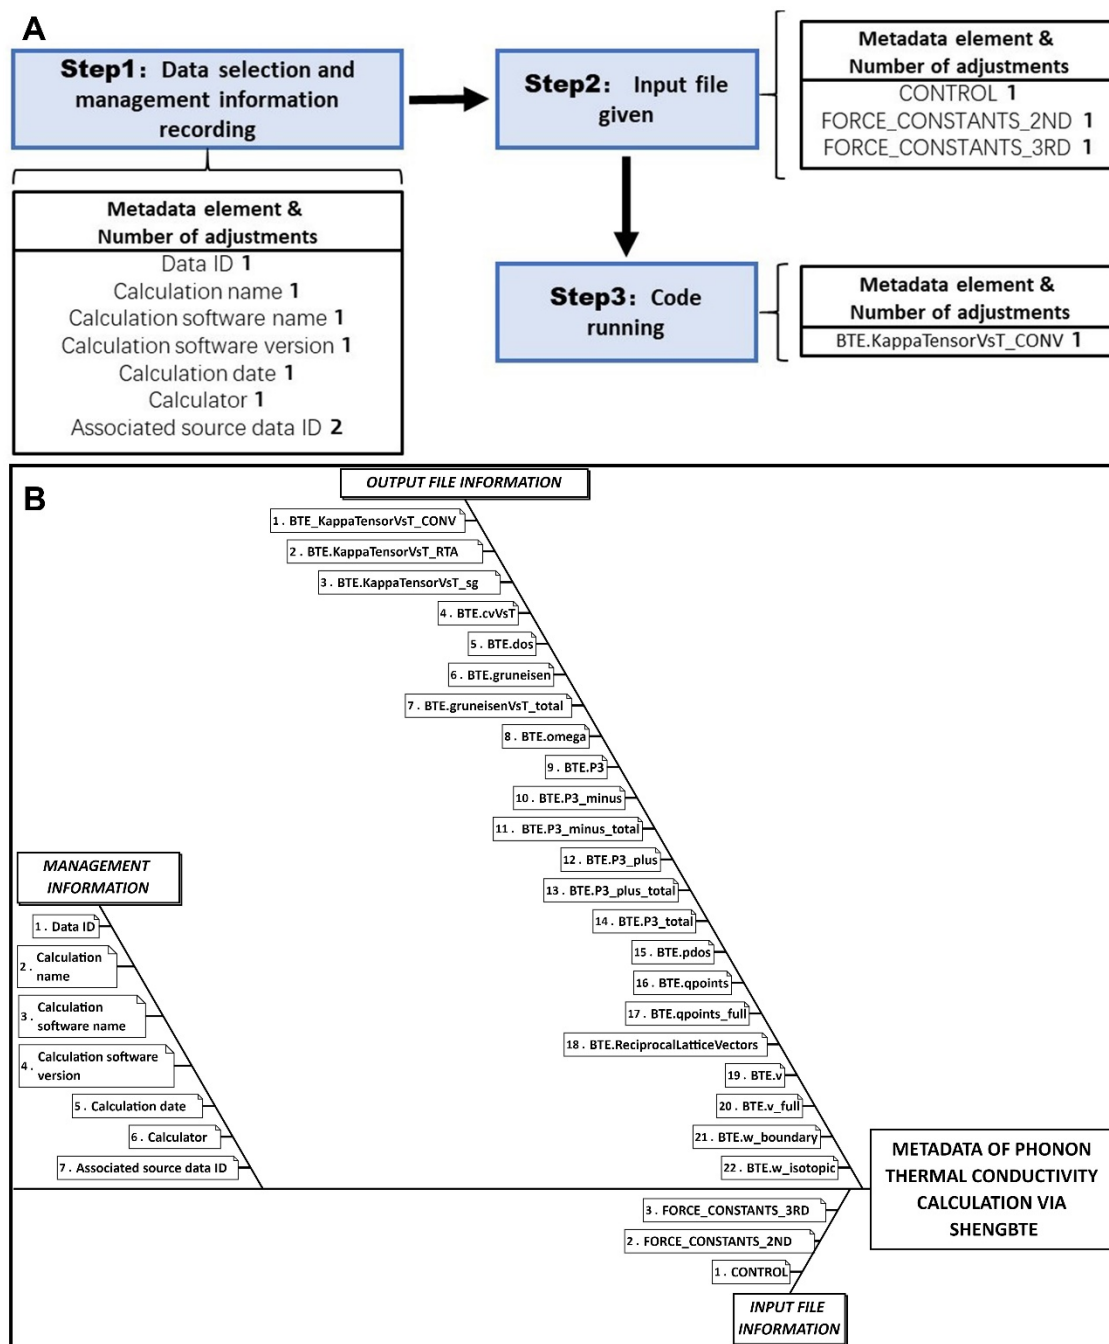 A
Step1: Data selection and
management information
recording
Metadata element &
Number of adjustments
Data ID 1
Calculation name 1
Calculation software name 1
Calculation software version 1
Calculation date 1
Calculator 1
Associated source data ID 2
Step2: Input file
given
Metadata element &
Number of adjustments
CONTROL 1
FORCE_CONSTANTS_2ND 1
FORCE_CONSTANTS_3RD 1
Step3: Code
running
Metadata element &
Number of adjustments
BTE.KappaTensorVsT_CONV 1
B
OUTPUT FILE INFORMATION
1. BTE_KappaTensorVsT_CONV
2. BTE.KappaTensorVsT_RTA
3. BTE.KappaTensorVsT_sg
4. BTE.cvVsT
5. BTE.dos
6. BTE.gruneisen
7. BTE.gruneisenVsT_total
8. BTE.omega
9. BTE.P3
10. BTE.P3_minus
11. BTE.P3_minus_total
12. BTE.P3_plus
13. BTE.P3_plus_total
14. BTE.P3_total
15. BTE.pdos
16. BTE.qpoints
17. BTE.qpoints_full
18. BTE.ReciprocalLatticeVectors
19. BTE.v
20. BTE.v_full
21. BTE.w_boundary
22. BTE.w_isotopic
MANAGEMENT
INFORMATION
1. Data ID
2. Calculation
name
3. Calculation
software name
4. Calculation software
version
5. Calculation date
6. Calculator
7. Associated source data ID
METADATA OF PHONON
THERMAL CONDUCTIVITY
CALCULATION VIA
SHENGBTE
3. FORCE_CONSTANTS_3RD
2. FORCE_CONSTANTS_2ND
1. CONTROL
INPUT FILE
INFORMATION